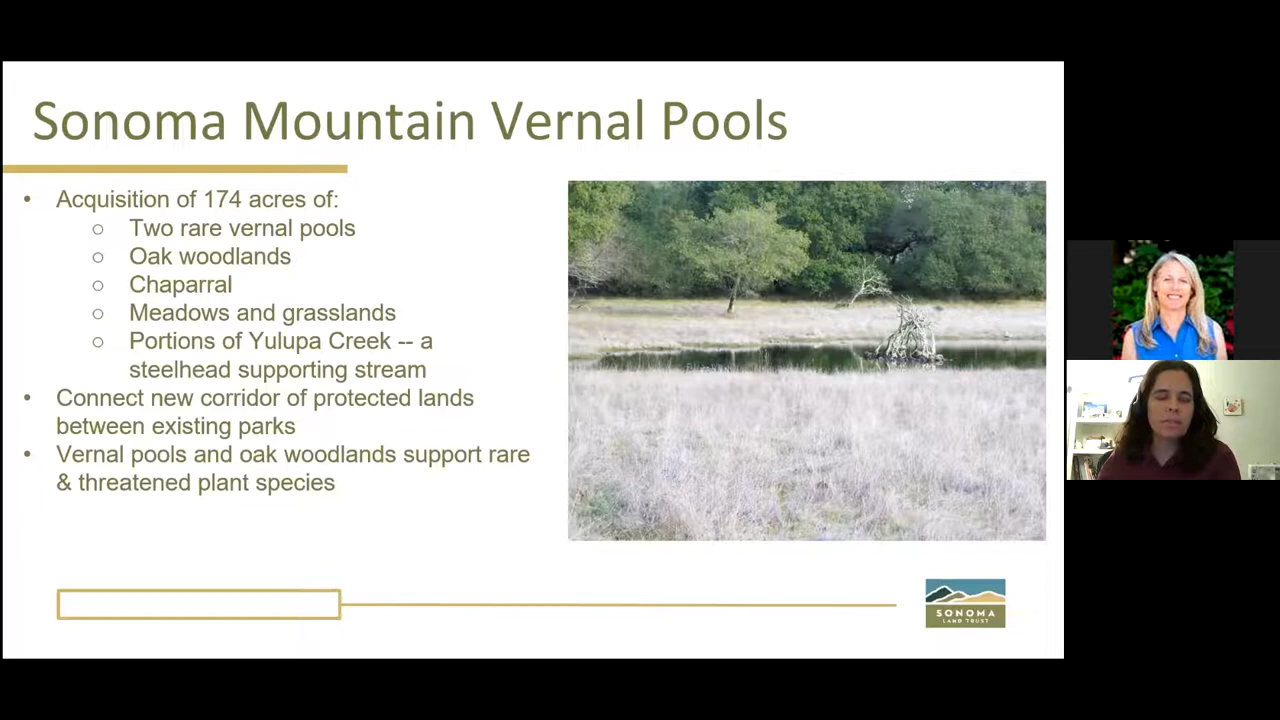 Sonoma Mountain Vernal Pools
• Acquisition of 174 acres of:
○ Two rare vernal pools
○ Oak woodlands
○ Chaparral
○ Meadows and grasslands
○ Portions of Yulupa Creek -- a
steelhead supporting stream
• Connect new corridor of protected lands
between existing parks
• Vernal pools and oak woodlands support rare
& threatened plant species
SONOMA
LAND TRUST